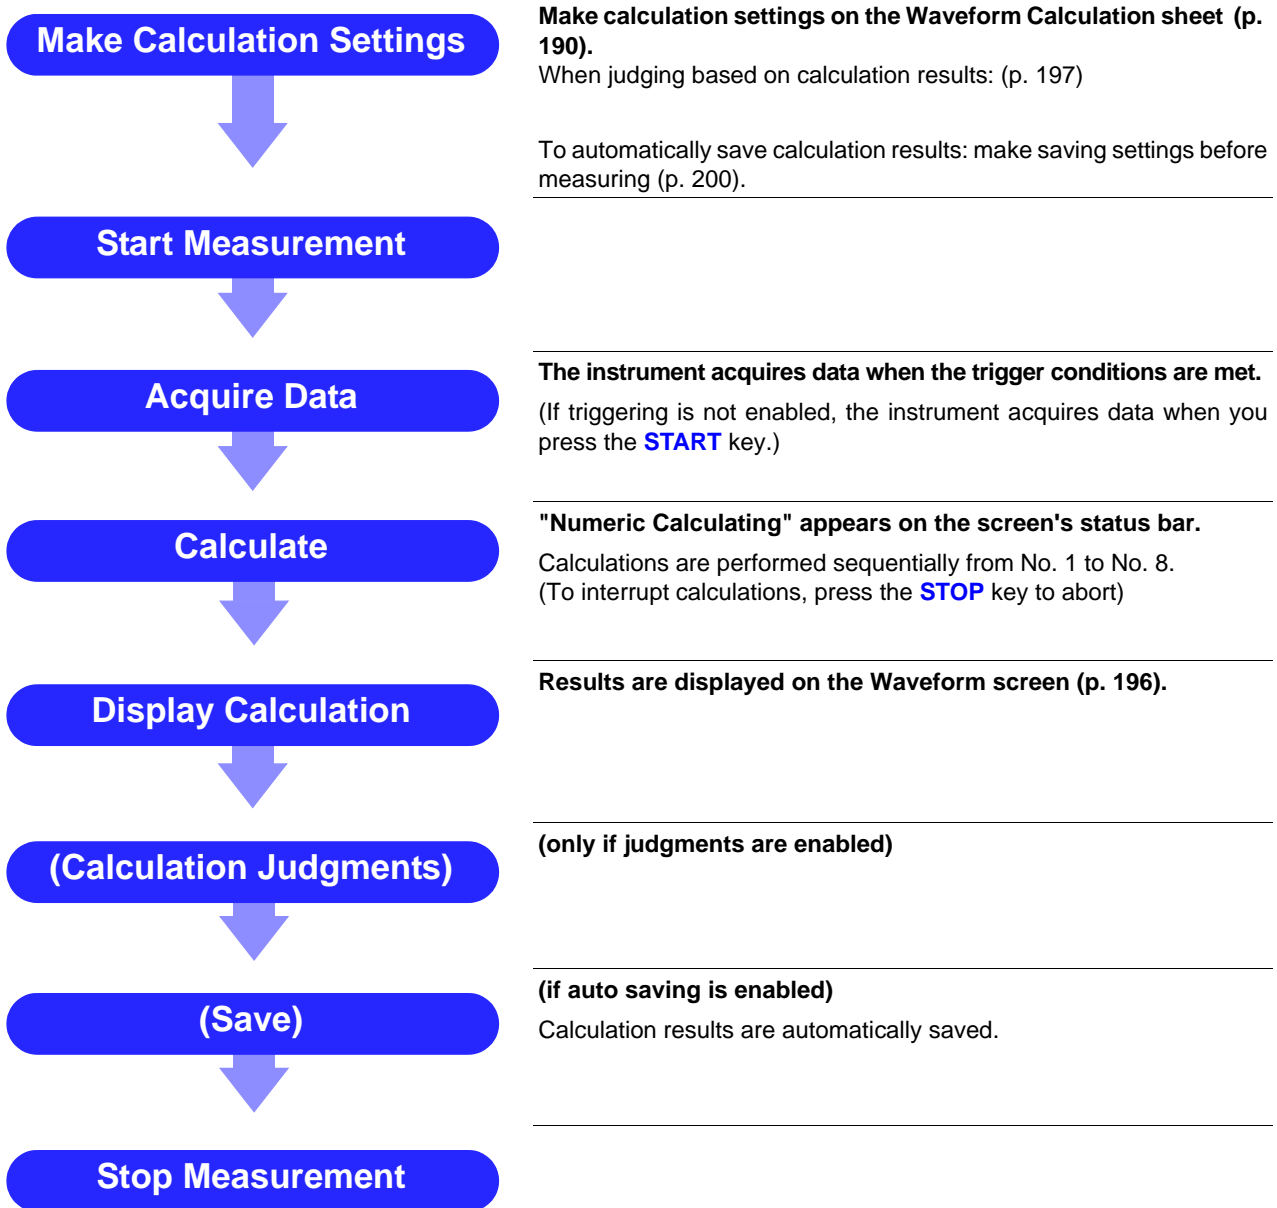 Make Calculation Settings
Make calculation settings on the Waveform Calculation sheet (p.
190).
When judging based on calculation results: (p. 197)
To automatically save calculation results: make saving settings before
measuring (p. 200).
Start Measurement
Acquire Data
The instrument acquires data when the trigger conditions are met.
(If triggering is not enabled, the instrument acquires data when you
press the START key.)
Calculate
"Numeric Calculating" appears on the screen's status bar.
Calculations are performed sequentially from No. 1 to No. 8.
(To interrupt calculations, press the STOP key to abort)
Display Calculation
Results are displayed on the Waveform screen (p. 196).
(Calculation Judgments)
(only if judgments are enabled)
(Save)
(if auto saving is enabled)
Calculation results are automatically saved.
Stop Measurement